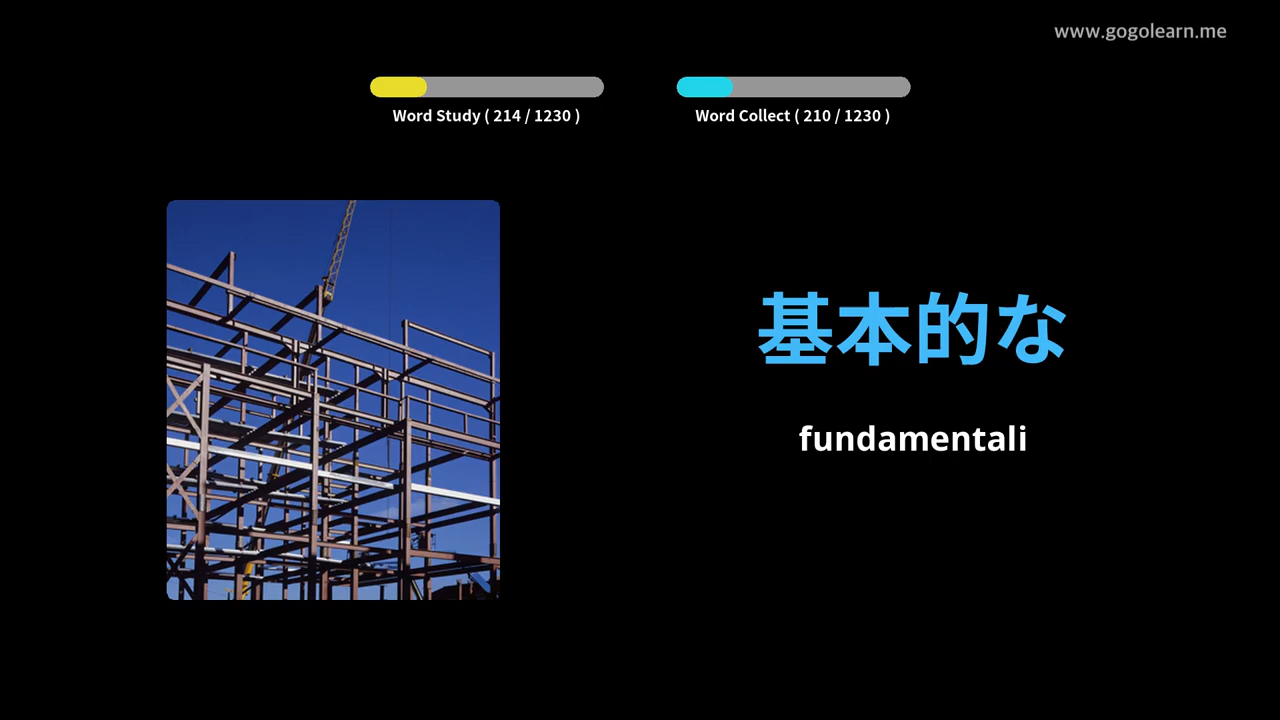 www.gogolearn.me
Word Study ( 214 / 1230 )
Word Collect ( 210 / 1230 )
基本的な
fundamentali